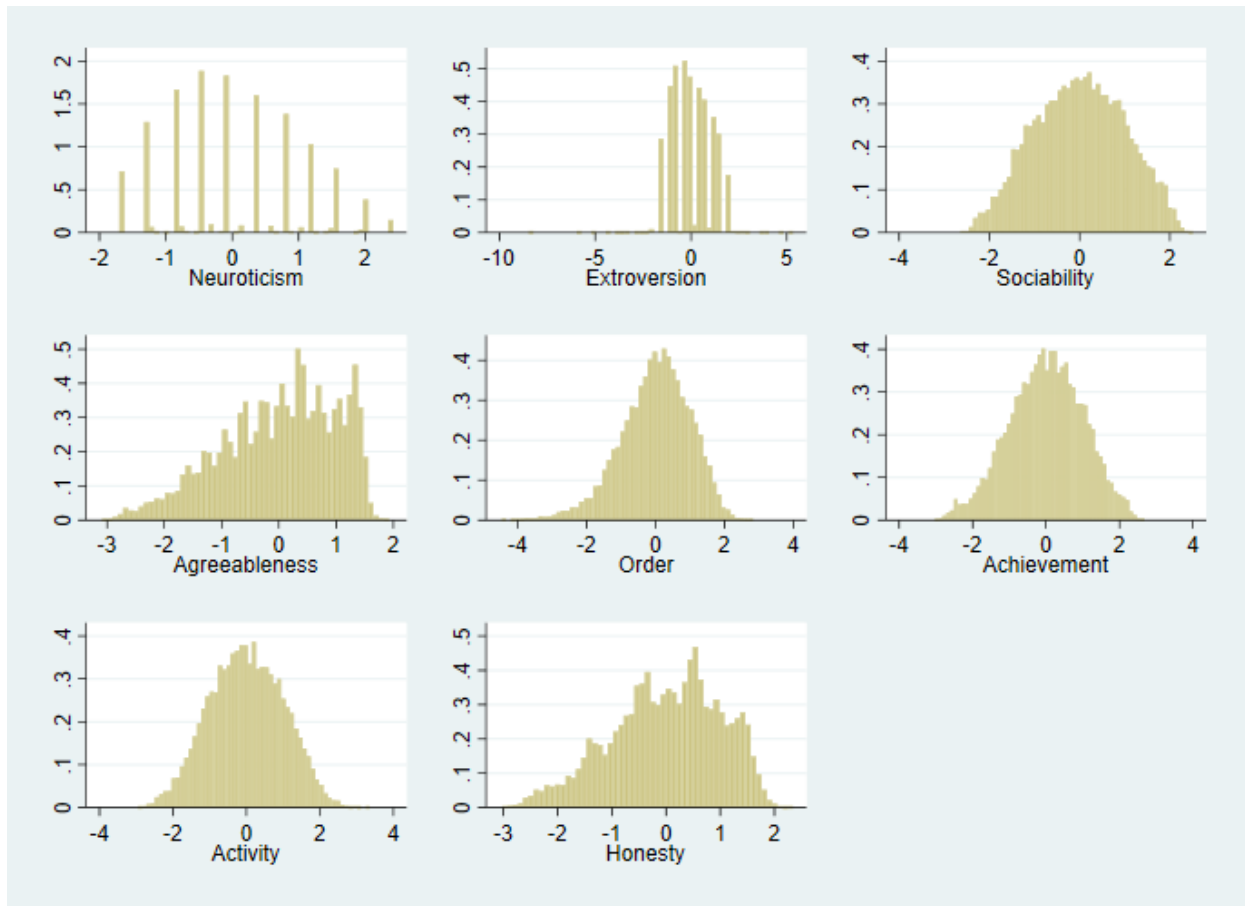 0 .5 1 1.5 2
-2 -1 0 1 2
Neuroticism
0 .1 .2 .3 .4 .5
-10 -5 0 5
Extroversion
0 .1 .2 .3 .4
-4 -2 0 2
Sociability
0 .1 .2 .3 .4 .5
-3 -2 -1 0 1 2
Agreeableness
0 .1 .2 .3 .4
-4 -2 0 2 4
Order
0 .1 .2 .3 .4
-4 -2 0 2 4
Achievement
0 .1 .2 .3 .4
-4 -2 0 2 4
Activity
0 .1 .2 .3 .4 .5
-3 -2 -1 0 1 2
Honesty